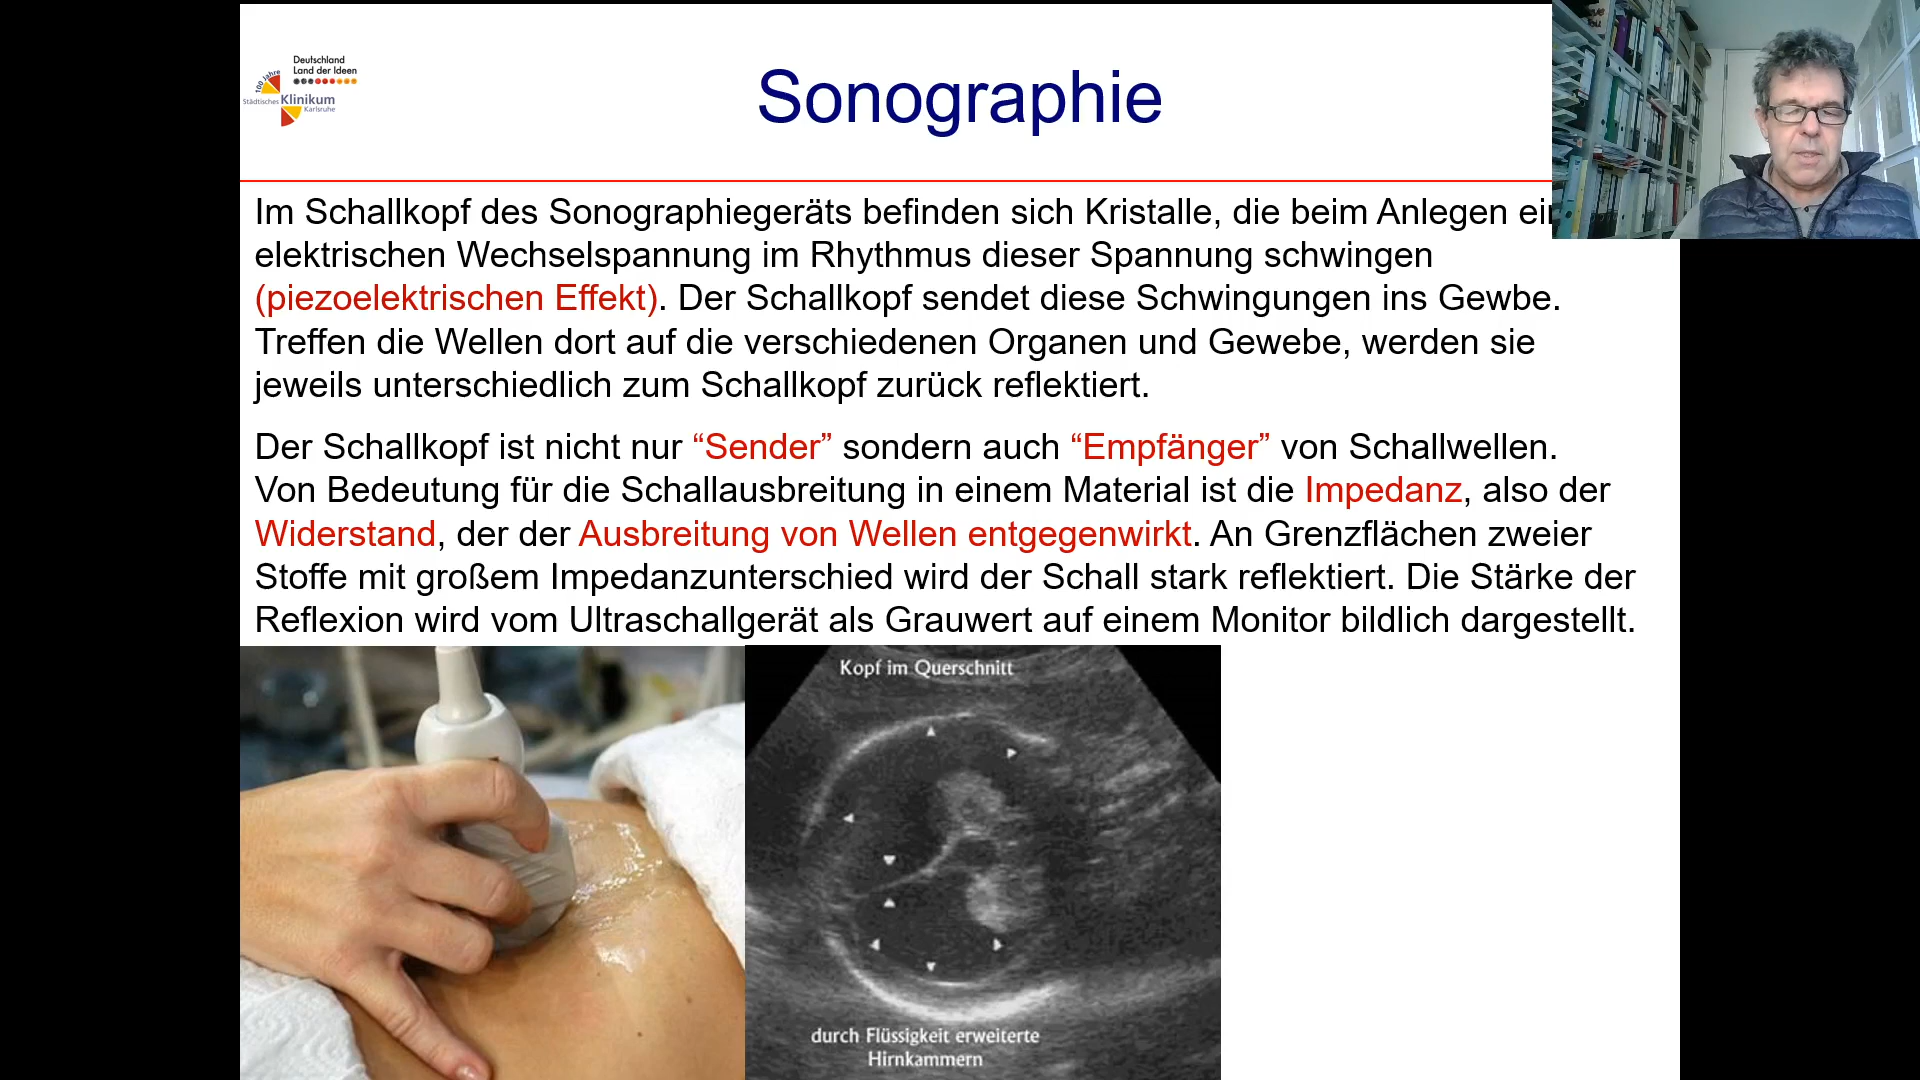 Deutschland
Land der Ideen
100 Jahre
Städtisches Klinikum
Karlsruhe
Sonographie
Im Schallkopf des Sonographiegeräts befinden sich Kristalle, die beim Anlegen ein
elektrischen Wechselspannung im Rhythmus dieser Spannung schwingen
(piezoelektrischen Effekt). Der Schallkopf sendet diese Schwingungen ins Gewbe.
Treffen die Wellen dort auf die verschiedenen Organen und Gewebe, werden sie
jeweils unterschiedlich zum Schallkopf zurück reflektiert.
Der Schallkopf ist nicht nur “Sender” sondern auch “Empfänger” von Schallwellen.
Von Bedeutung für die Schallausbreitung in einem Material ist die Impedanz, also der
Widerstand, der der Ausbreitung von Wellen entgegenwirkt. An Grenzflächen zweier
Stoffe mit großem Impedanzunterschied wird der Schall stark reflektiert. Die Stärke der
Reflexion wird vom Ultraschallgerät als Grauwert auf einem Monitor bildlich dargestellt.
Kopf im Querschnitt
durch Flüssigkeit erweiterte
Hirnkammern